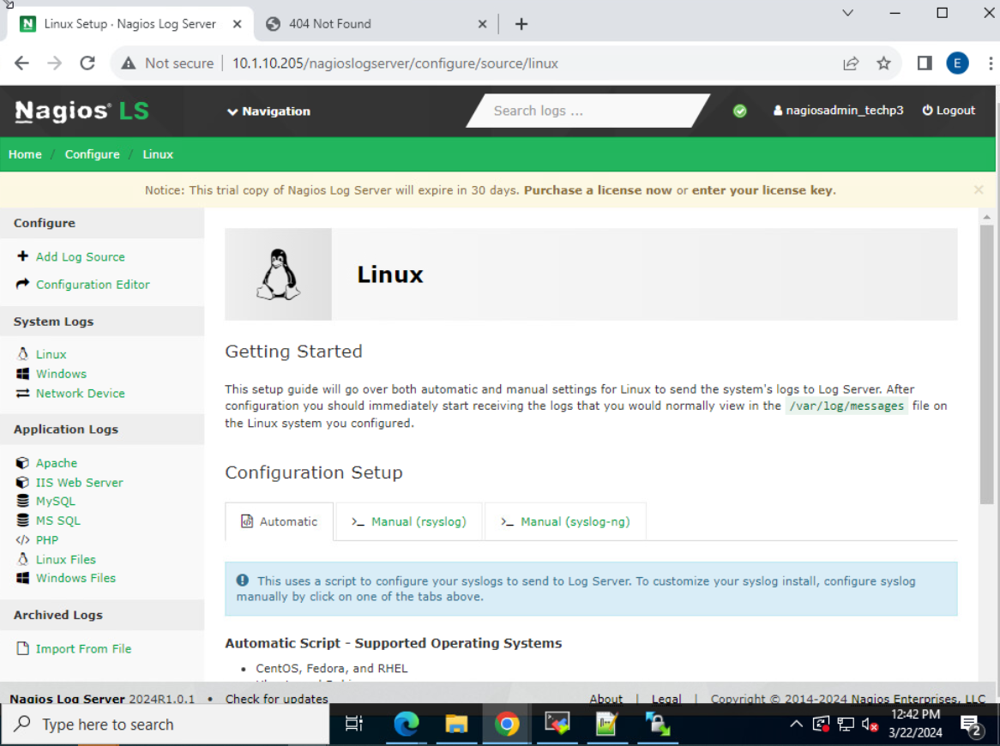 Linux Setup · Nagios Log Server
404 Not Found
Not secure
10.1.10.205/nagioslogserver/configure/source/linux
E
Nagios® LS
Navigation
Search logs ...
nagiosadmin_techp3
Logout
Home / Configure / Linux
Notice: This trial copy of Nagios Log Server will expire in 30 days. Purchase a license now or enter your license key.
Configure
Add Log Source
Configuration Editor
System Logs
Linux
Windows
Network Device
Application Logs
Apache
IIS Web Server
MySQL
MS SQL
PHP
Linux Files
Windows Files
Archived Logs
Import From File
Linux
Getting Started
This setup guide will go over both automatic and manual settings for Linux to send the system's logs to Log Server. After
configuration you should immediately start receiving the logs that you would normally view in the /var/log/messages file on
the Linux system you configured.
Configuration Setup
Automatic
Manual (rsyslog)
Manual (syslog-ng)
This uses a script to configure your syslogs to send to Log Server. To customize your syslog install, configure syslog
manually by click on one of the tabs above.
Automatic Script - Supported Operating Systems
• CentOS, Fedora, and RHEL
Nagios Log Server 2024R1.0.1 • Check for updates
About | Legal | Copyright © 2014-2024 Nagios Enterprises, LLC
Type here to search
12:42 PM
3/22/2024
2